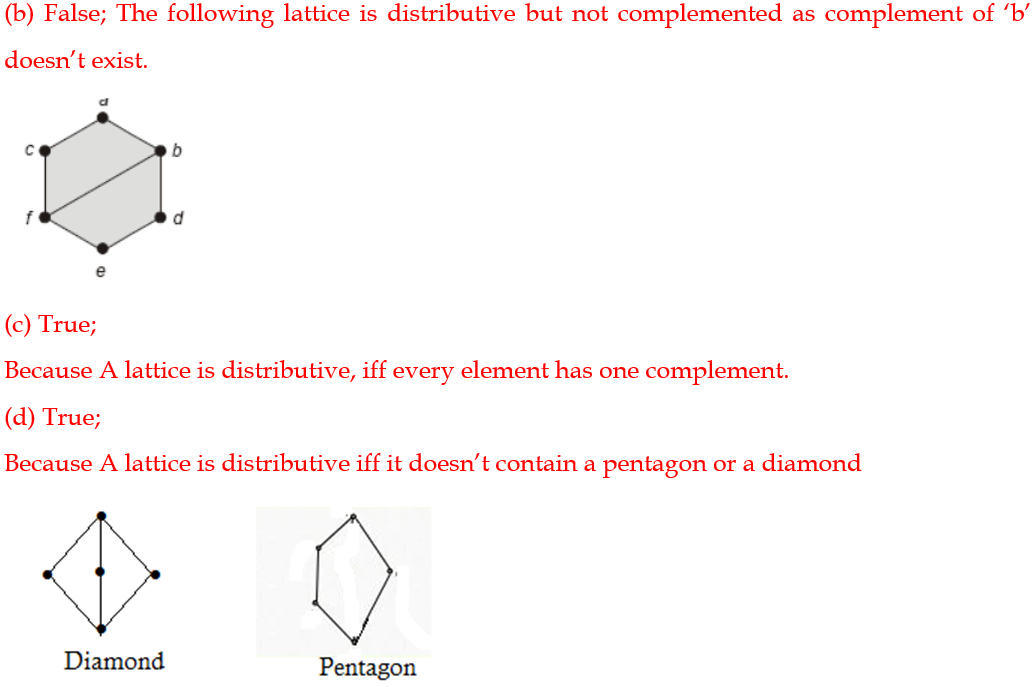 (b) False; The following lattice is distributive but not complemented as complement of ‘b’
doesn’t exist.
a
c b
f d
e
(c) True;
Because A lattice is distributive, iff every element has one complement.
(d) True;
Because A lattice is distributive iff it doesn’t contain a pentagon or a diamond
Diamond
Pentagon